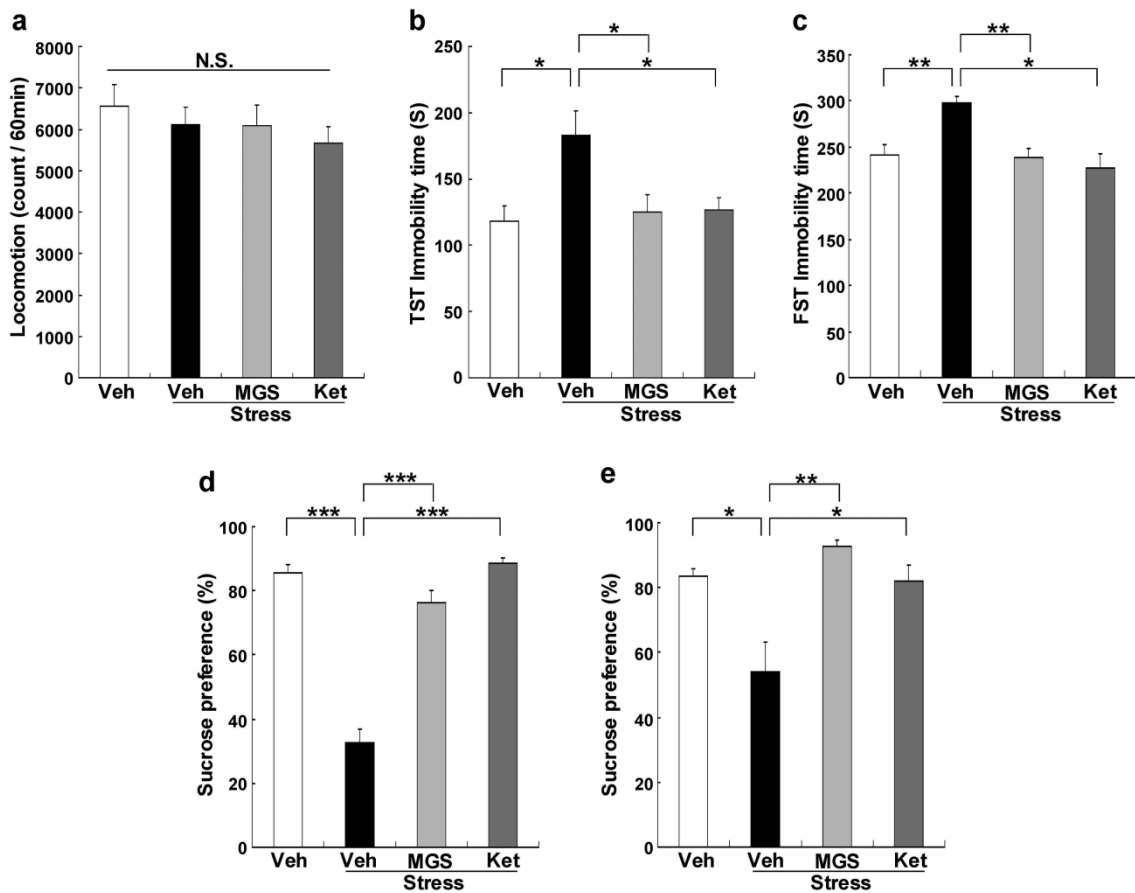 a
Locomotion (count / 60min)
8000
7000
6000
5000
4000
3000
2000
1000
0
N.S.
Veh
Veh
MGS
Ket
Stress
b
TST Immobility time (S)
250
200
150
100
50
0
*
*
*
Veh
Veh
MGS
Ket
Stress
c
FST Immobility time (S)
350
300
250
200
150
100
50
0
**
**
*
Veh
Veh
MGS
Ket
Stress
d
Sucrose preference (%)
100
80
60
40
20
0
***
***
***
Veh
Veh
MGS
Ket
Stress
e
Sucrose preference (%)
100
80
60
40
20
0
**
*
*
Veh
Veh
MGS
Ket
Stress